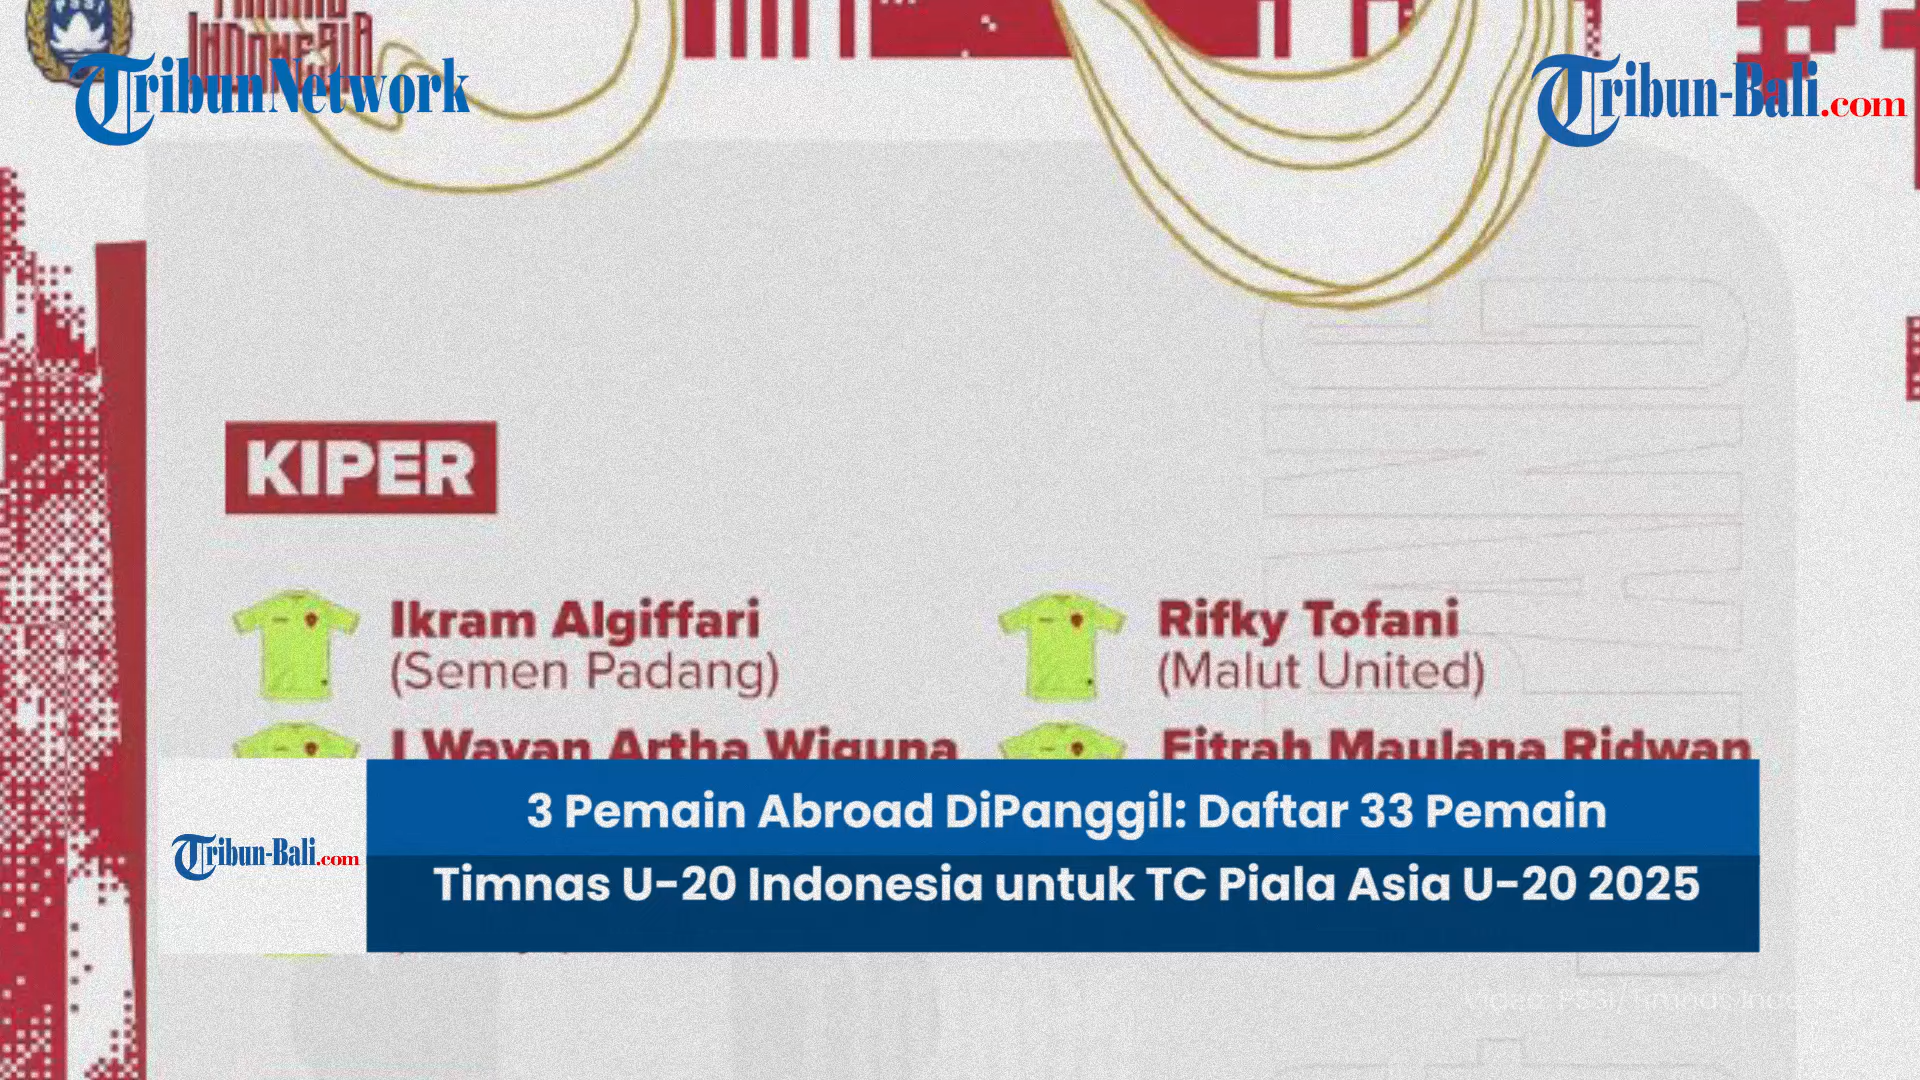 PSSI
INDONESIA
TribunNetwork
Tribun-Bali.com
KIPER
Ikram Algiffari
(Semen Padang)
Rifky Tofani
(Malut United)
I Wayan Artha Wiguna
Fitrah Maulana Ridwan
3 Pemain Abroad DiPanggil: Daftar 33 Pemain
Timnas U-20 Indonesia untuk TC Piala Asia U-20 2025
Tribun-Bali.com